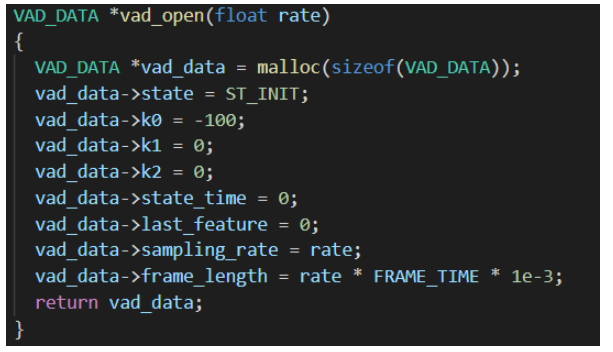 VAD_DATA *vad_open(float rate)
{
  VAD_DATA *vad_data = malloc(sizeof(VAD_DATA));
  vad_data->state = ST_INIT;
  vad_data->k0 = -100;
  vad_data->k1 = 0;
  vad_data->k2 = 0;
  vad_data->state_time = 0;
  vad_data->last_feature = 0;
  vad_data->sampling_rate = rate;
  vad_data->frame_length = rate * FRAME_TIME * 1e-3;
  return vad_data;
}